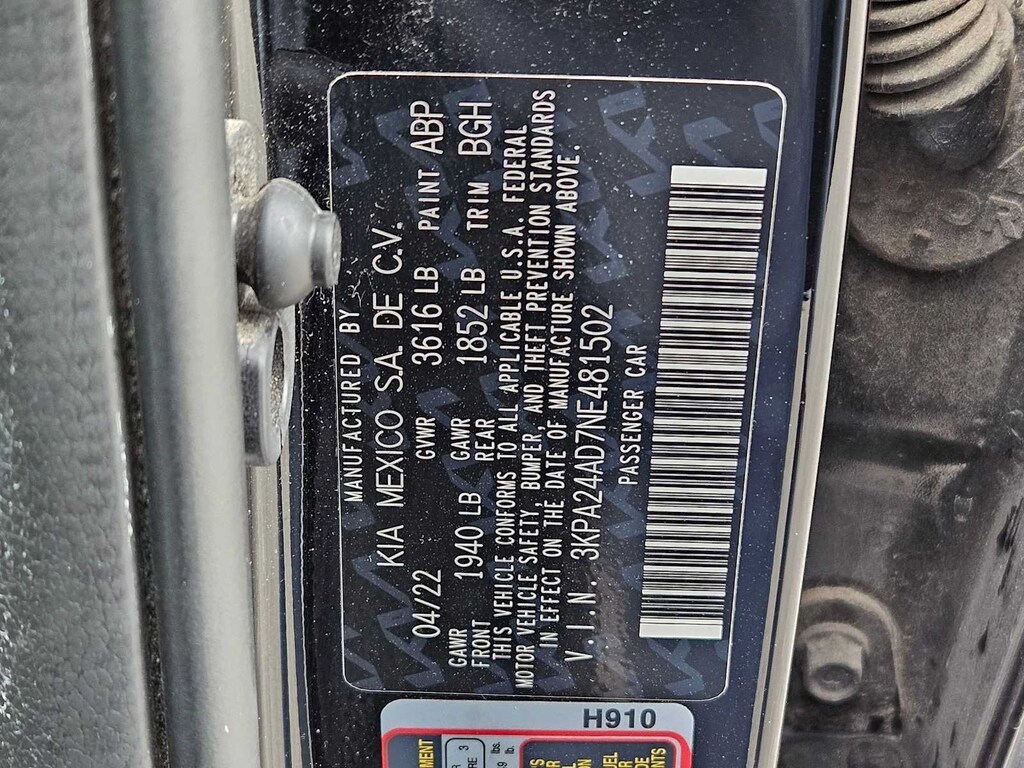 MANUFACTURED BY
KIA MEXICO S.A. DE C.V.
04/22 GVWR 3616 LB PAINT ABP
GAWR FRONT 1940 LB GAWR REAR 1852 LB TRIM BGH
THIS VEHICLE CONFORMS TO ALL APPLICABLE U.S.A. FEDERAL
MOTOR VEHICLE SAFETY, BUMPER, AND THEFT PREVENTION STANDARDS
IN EFFECT ON THE DATE OF MANUFACTURE SHOWN ABOVE.
V.I.N. 3KPA24AD7NE481502
PASSENGER CAR
H910